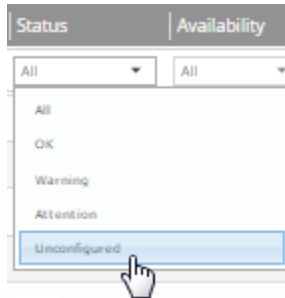 Status Availability
All All
All
OK
Warning
Attention
Unconfigured